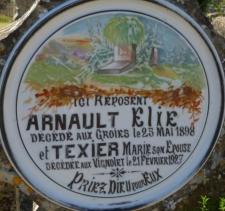 ICI REPOSENT
ARNAULT ELIE
DÉCÉDÉ AUX GROIES LE 25 MAI 1898
et TEXIER MARIE SON EPOUSE
DÉCÉDÉE AUX VIGNOLET LE 21 FÉVRIER 1927
PRIEZ DIEU POUR EUX